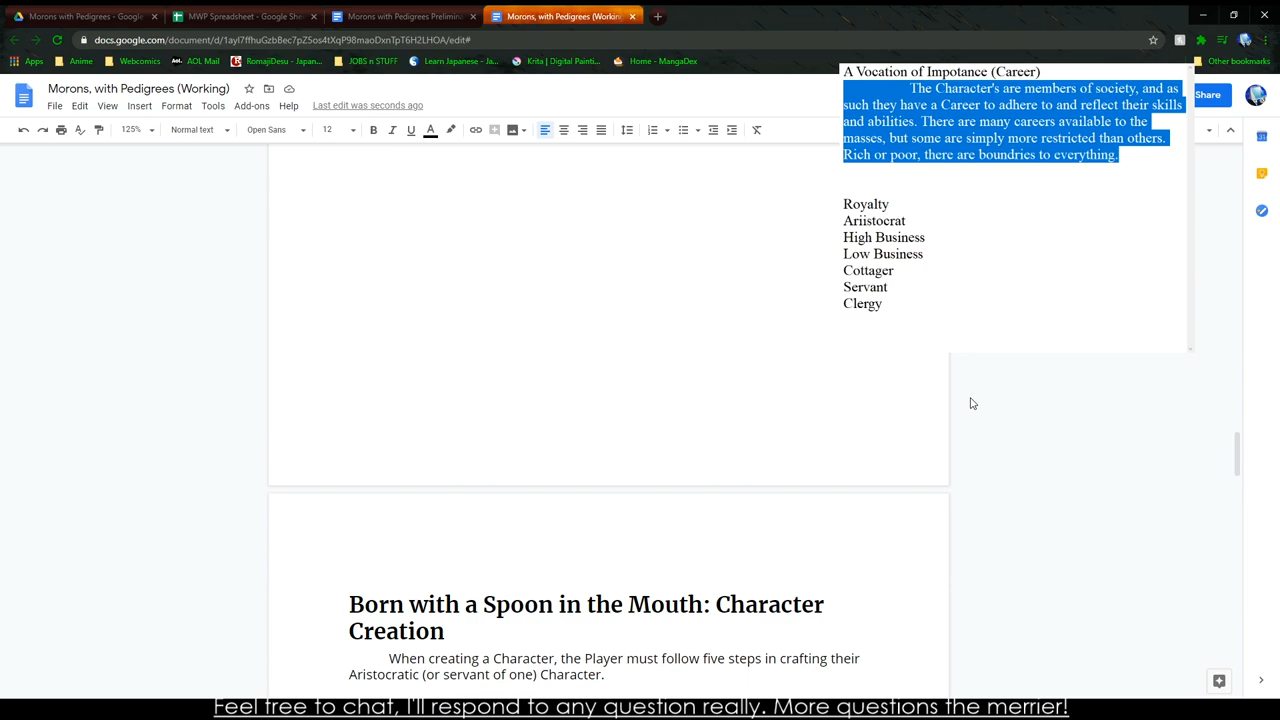 Morons with Pedigrees - Google
MWP Spreadsheet - Google She
Morons with Pedigrees Prelimina
Morons, with Pedigrees (Working
docs.google.com/document/d/1ayI7ffhuGzbBec7pZ5os4tXqP98maoDxnTpT6H2LHOA/edit#
Apps
Anime
Webcomics
AOL Mail
RomajiDesu - Japan...
JOBS n STUFF
Learn Japanese - Ja...
Krita | Digital Painti...
Home - MangaDex
Other bookmarks
Morons, with Pedigrees (Working)
File Edit View Insert Format Tools Add-ons Help Last edit was seconds ago
Share
125% Normal text Open Sans 12
A Vocation of Impotance (Career)
The Character's are members of society, and as
such they have a Career to adhere to and reflect their skills
and abilities. There are many careers available to the
masses, but some are simply more restricted than others.
Rich or poor, there are boundries to everything.
Royalty
Ariistocrat
High Business
Low Business
Cottager
Servant
Clergy
Born with a Spoon in the Mouth: Character
Creation
When creating a Character, the Player must follow five steps in crafting their
Aristocratic (or servant of one) Character.
Feel free to chat, I'll respond to any question really. More questions the merrier!